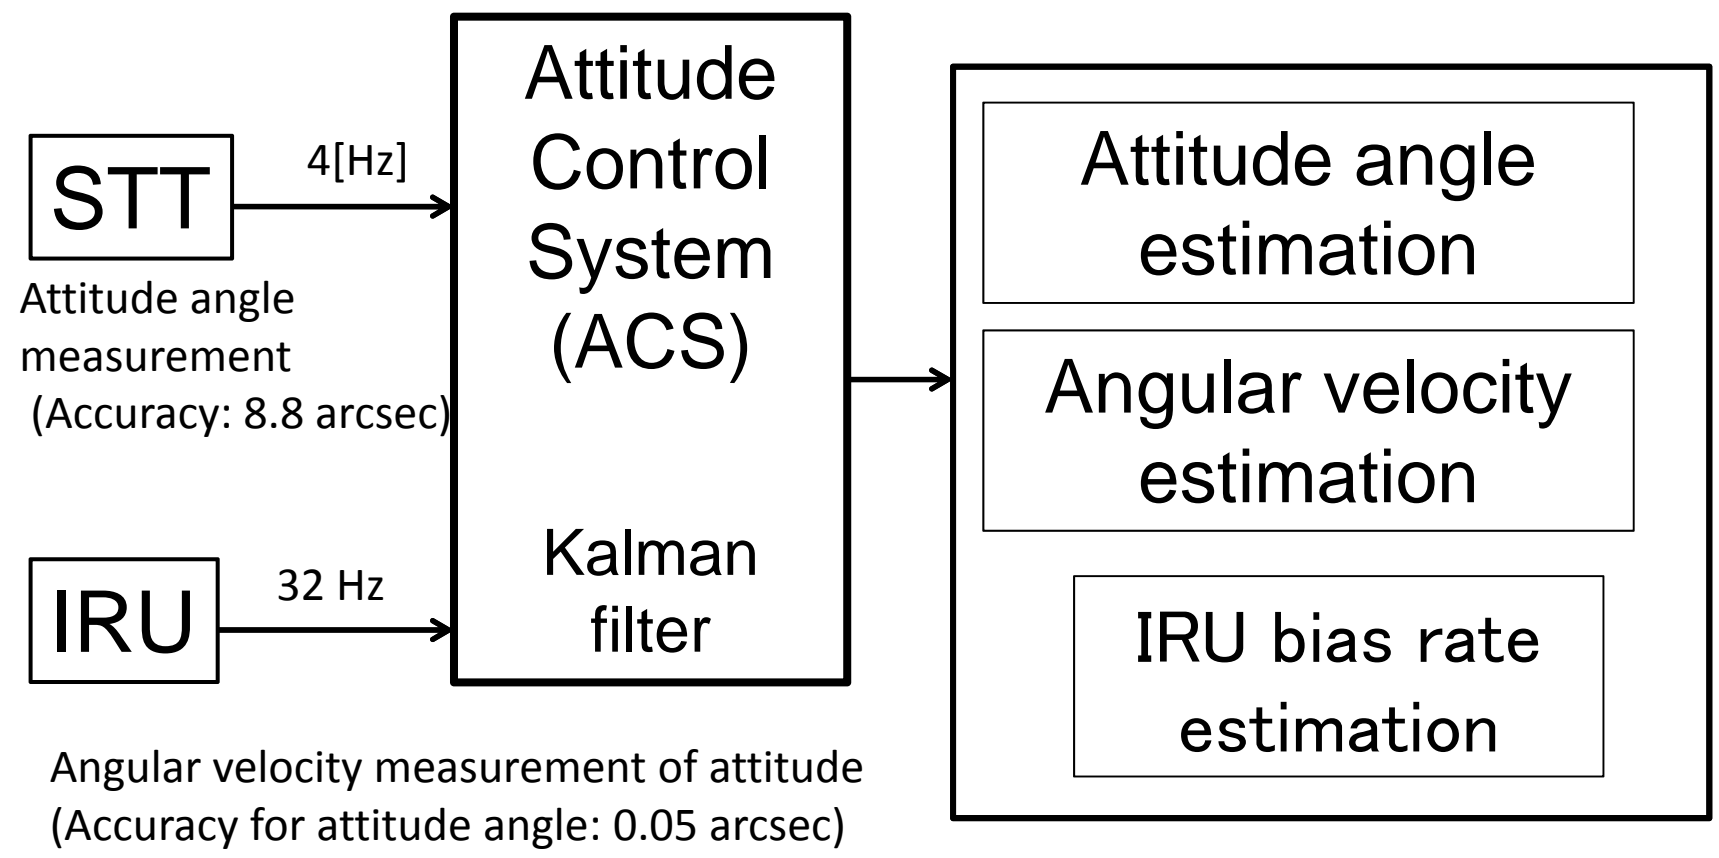 STT
4[Hz]
Attitude angle
measurement
(Accuracy: 8.8 arcsec)
IRU
32 Hz
Angular velocity measurement of attitude
(Accuracy for attitude angle: 0.05 arcsec)
Attitude
Control
System
(ACS)
Kalman
filter
Attitude angle
estimation
Angular velocity
estimation
IRU bias rate
estimation